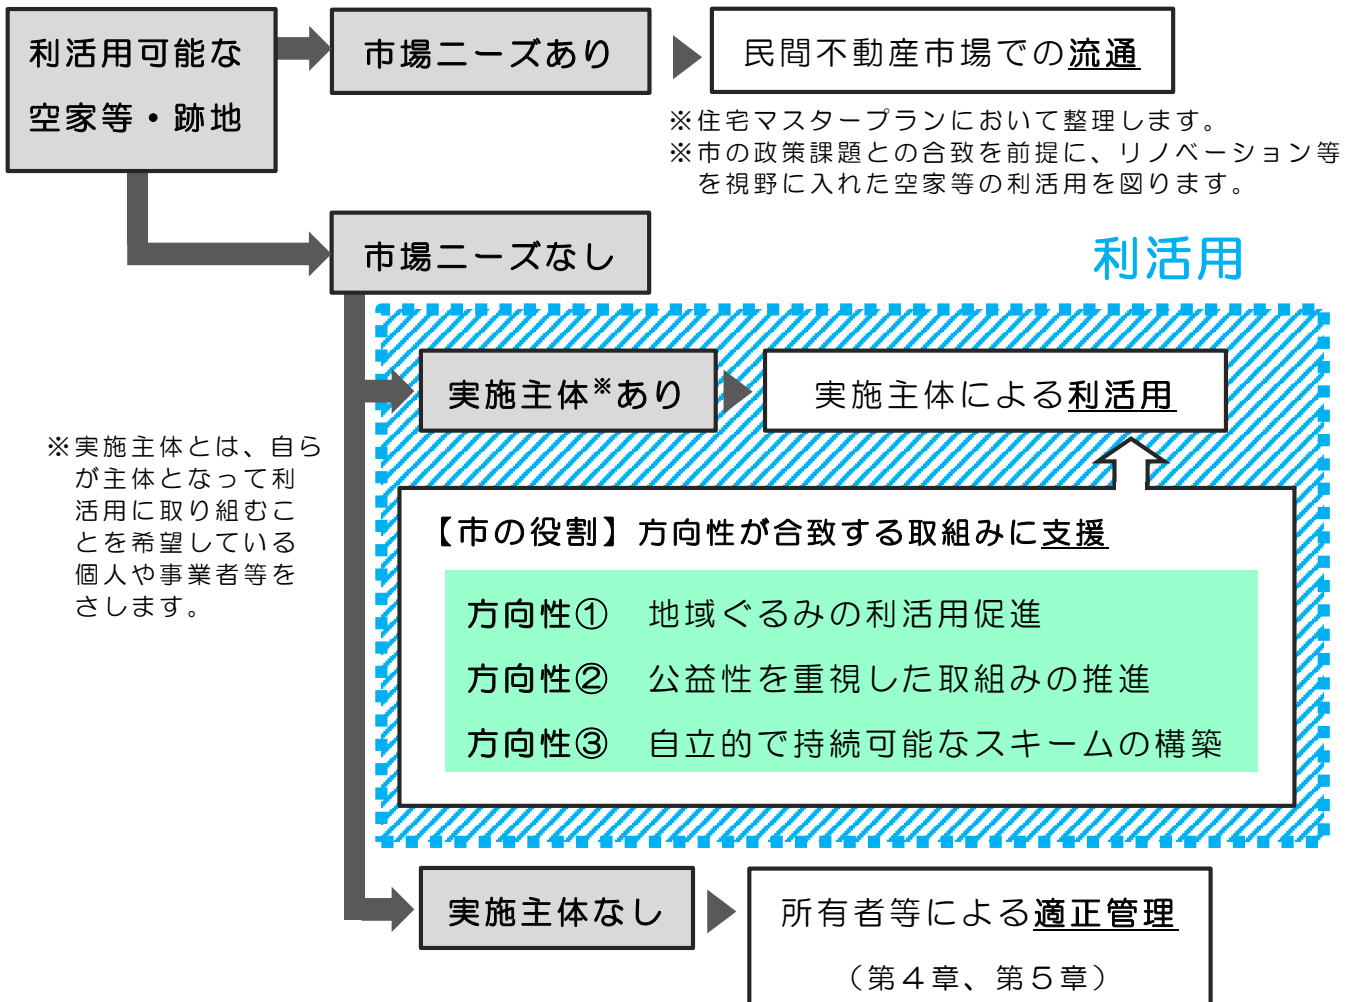 利活用可能な
空家等・跡地
市場ニーズあり
民間不動産市場での流通
※住宅マスタープランにおいて整理します。
※市の政策課題との合致を前提に、リノベーション等
を視野に入れた空家等の利活用を図ります。
市場ニーズなし
利活用
実施主体※あり
実施主体による利活用
※実施主体とは、自ら
が主体となって利
活用に取り組むこ
とを希望している
個人や事業者等を
さします。
【市の役割】方向性が合致する取組みに支援
方向性① 地域ぐるみの利活用促進
方向性② 公益性を重視した取組みの推進
方向性③ 自立的で持続可能なスキームの構築
実施主体なし
所有者等による適正管理
（第４章、第５章）